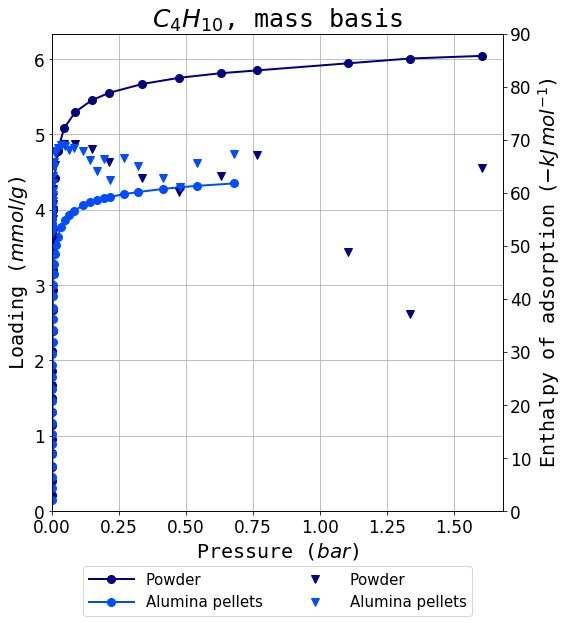 $C_4H_{10}$, mass basis
Loading (mmol/g)
6
5
4
3
2
1
0
90
80
70
60
50
40
30
20
10
0
Enthalpy of adsorption (−kJmol⁻¹)
0.00 0.25 0.50 0.75 1.00 1.25 1.50
Pressure (bar)
Powder Powder
Alumina pellets Alumina pellets